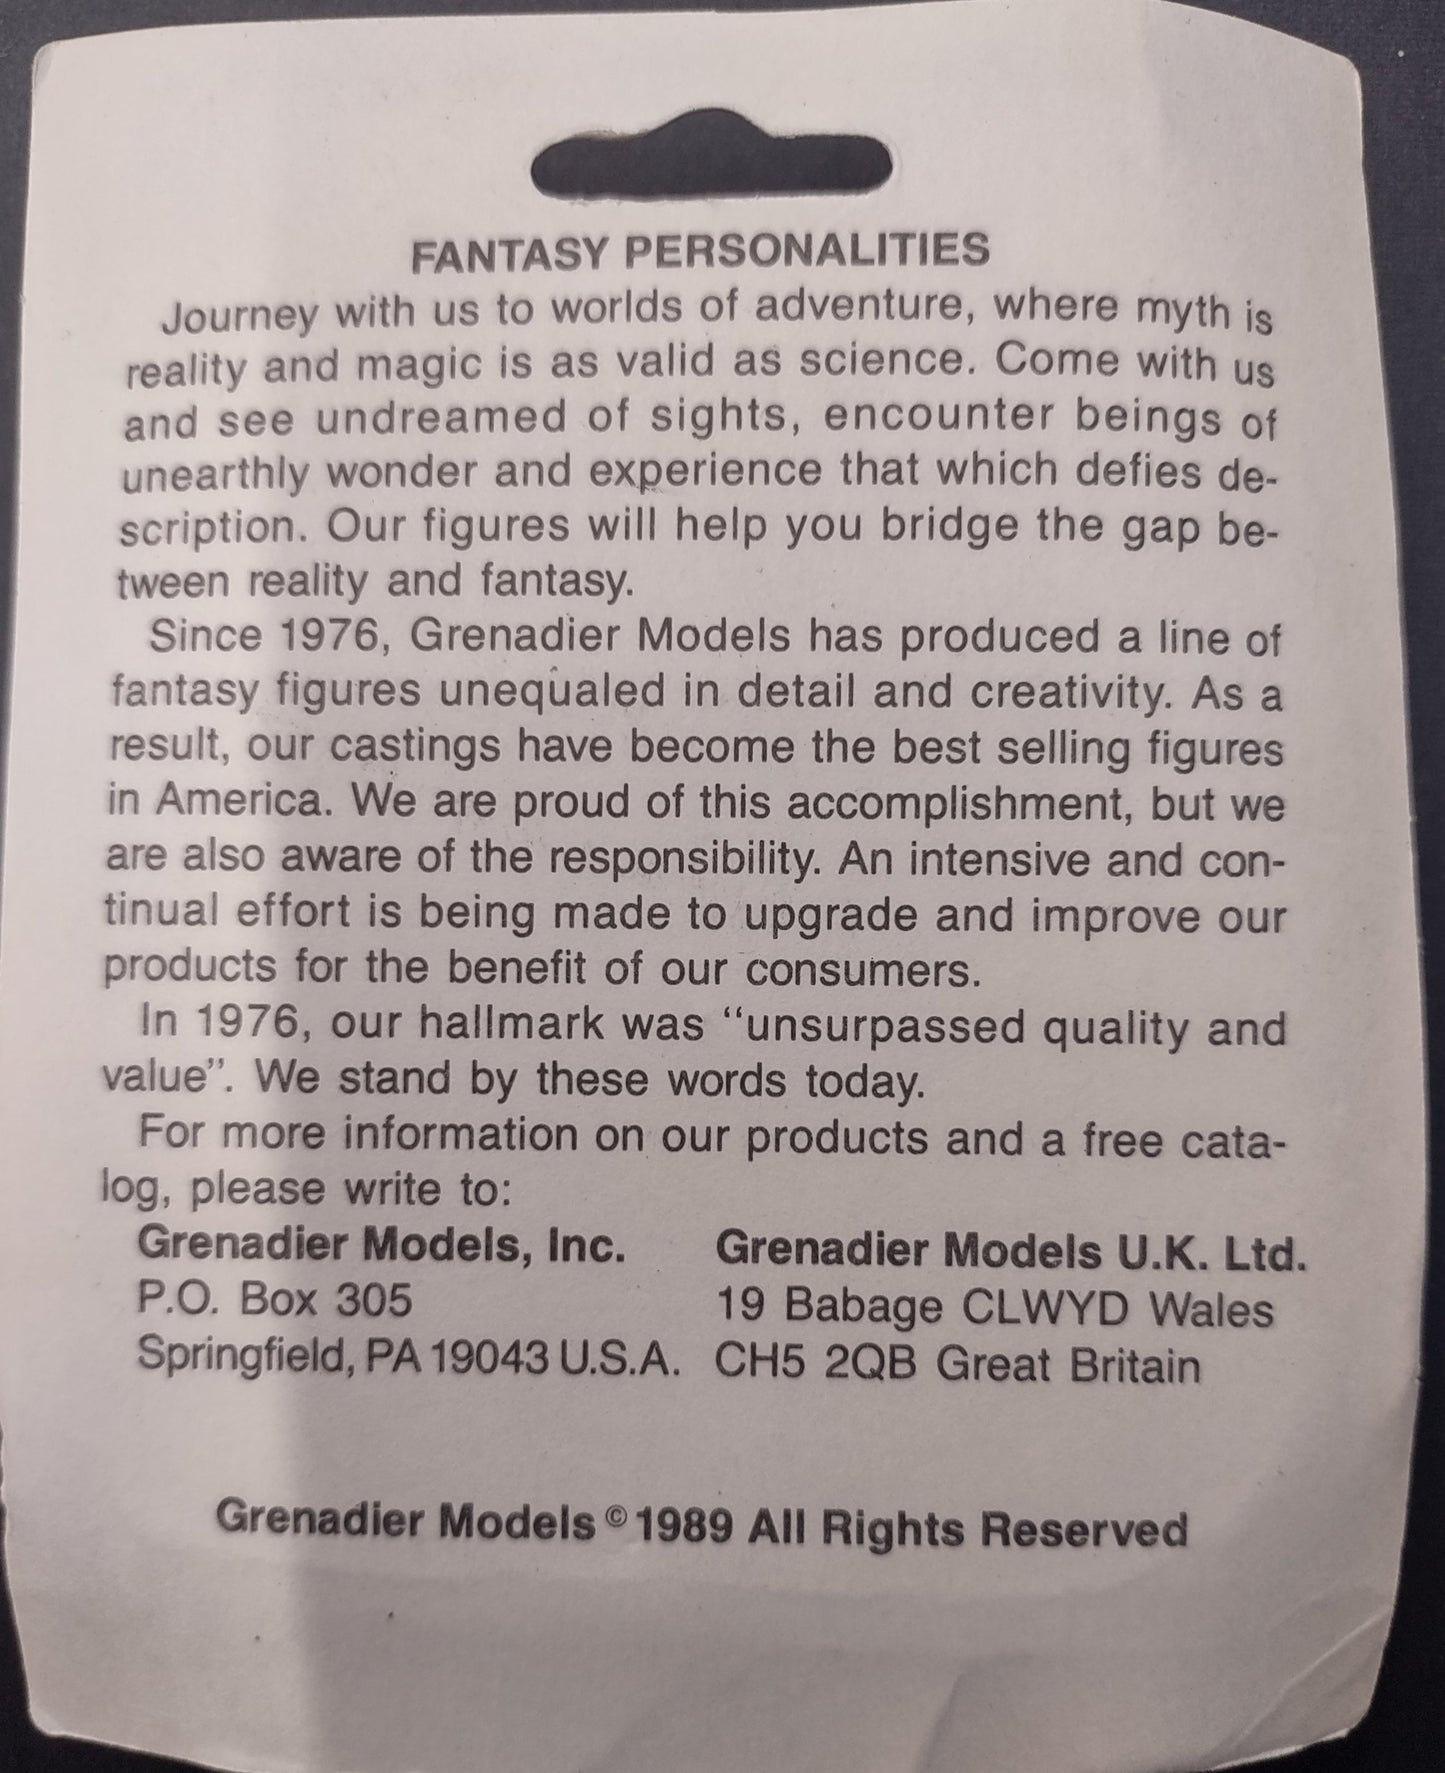 FANTASY PERSONALITIES
Journey with us to worlds of adventure, where myth is
reality and magic is as valid as science. Come with us
and see undreamed of sights, encounter beings of
unearthly wonder and experience that which defies de-
scription. Our figures will help you bridge the gap be-
tween reality and fantasy.
Since 1976, Grenadier Models has produced a line of
fantasy figures unequaled in detail and creativity. As a
result, our castings have become the best selling figures
in America. We are proud of this accomplishment, but we
are also aware of the responsibility. An intensive and con-
tinual effort is being made to upgrade and improve our
products for the benefit of our consumers.
In 1976, our hallmark was “unsurpassed quality and
value”. We stand by these words today.
For more information on our products and a free cata-
log, please write to:
Grenadier Models, Inc. Grenadier Models U.K. Ltd.
P.O. Box 305 19 Babage CLWYD Wales
Springfield, PA 19043 U.S.A. CH5 2QB Great Britain
Grenadier Models © 1989 All Rights Reserved